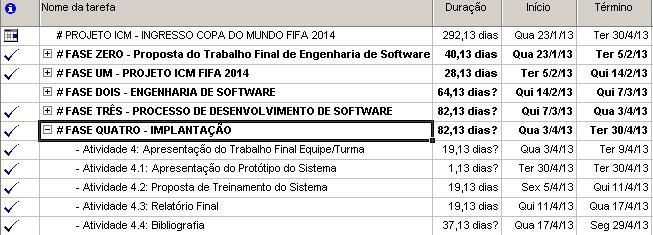 Nome da tarefa Duração Início Término
# PROJETO ICM - INGRESSO COPA DO MUNDO FIFA 2014 292,13 dias Qua 23/1/13 Ter 30/4/13
# FASE ZERO - Proposta do Trabalho Final de Engenharia de Software 40,13 dias Qua 23/1/13 Ter 5/2/13
# FASE UM - PROJETO ICM FIFA 2014 28,13 dias Ter 5/2/13 Qui 14/2/13
# FASE DOIS - ENGENHARIA DE SOFTWARE 64,13 dias? Qui 14/2/13 Qui 7/3/13
# FASE TRÊS - PROCESSO DE DESENVOLVIMENTO DE SOFTWARE 82,13 dias? Qui 7/3/13 Qua 3/4/13
# FASE QUATRO - IMPLANTAÇÃO 82,13 dias? Qua 3/4/13 Ter 30/4/13
- Atividade 4: Apresentação do Trabalho Final Equipe/Turma 19,13 dias? Qua 3/4/13 Ter 9/4/13
- Atividade 4.1: Apresentação do Protótipo do Sistema 1,13 dias? Ter 30/4/13 Ter 30/4/13
- Atividade 4.2: Proposta de Treinamento do Sistema 19,13 dias Sex 5/4/13 Qui 11/4/13
- Atividade 4.3: Relatório Final 19,13 dias Qui 11/4/13 Qua 17/4/13
- Atividade 4.4: Bibliografia 37,13 dias? Qua 17/4/13 Seg 29/4/13